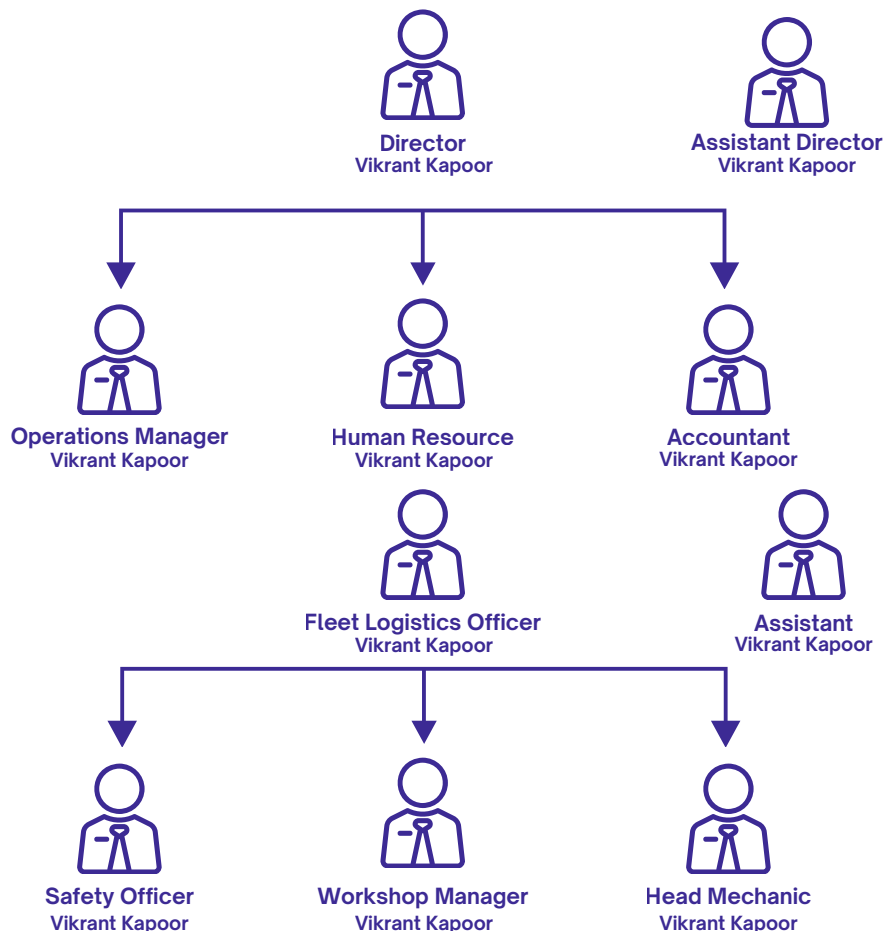 Director
Vikrant Kapoor
Assistant Director
Vikrant Kapoor
Operations Manager
Vikrant Kapoor
Human Resource
Vikrant Kapoor
Accountant
Vikrant Kapoor
Fleet Logistics Officer
Vikrant Kapoor
Assistant
Vikrant Kapoor
Safety Officer
Vikrant Kapoor
Workshop Manager
Vikrant Kapoor
Head Mechanic
Vikrant Kapoor